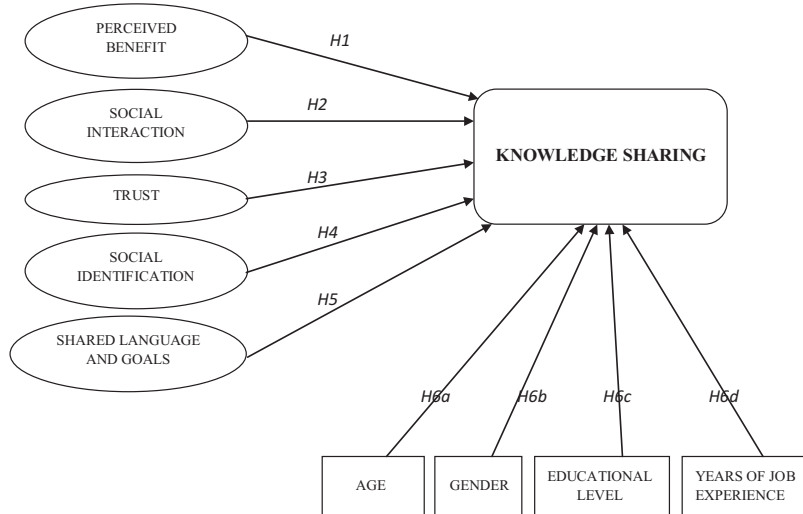 PERCEIVED
BENEFIT
H1
SOCIAL
INTERACTION
H2
KNOWLEDGE SHARING
TRUST
H3
SOCIAL
IDENTIFICATION
H4
SHARED LANGUAGE
AND GOALS
H5
H6a
H6b
H6c
H6d
AGE
GENDER
EDUCATIONAL
LEVEL
YEARS OF JOB
EXPERIENCE